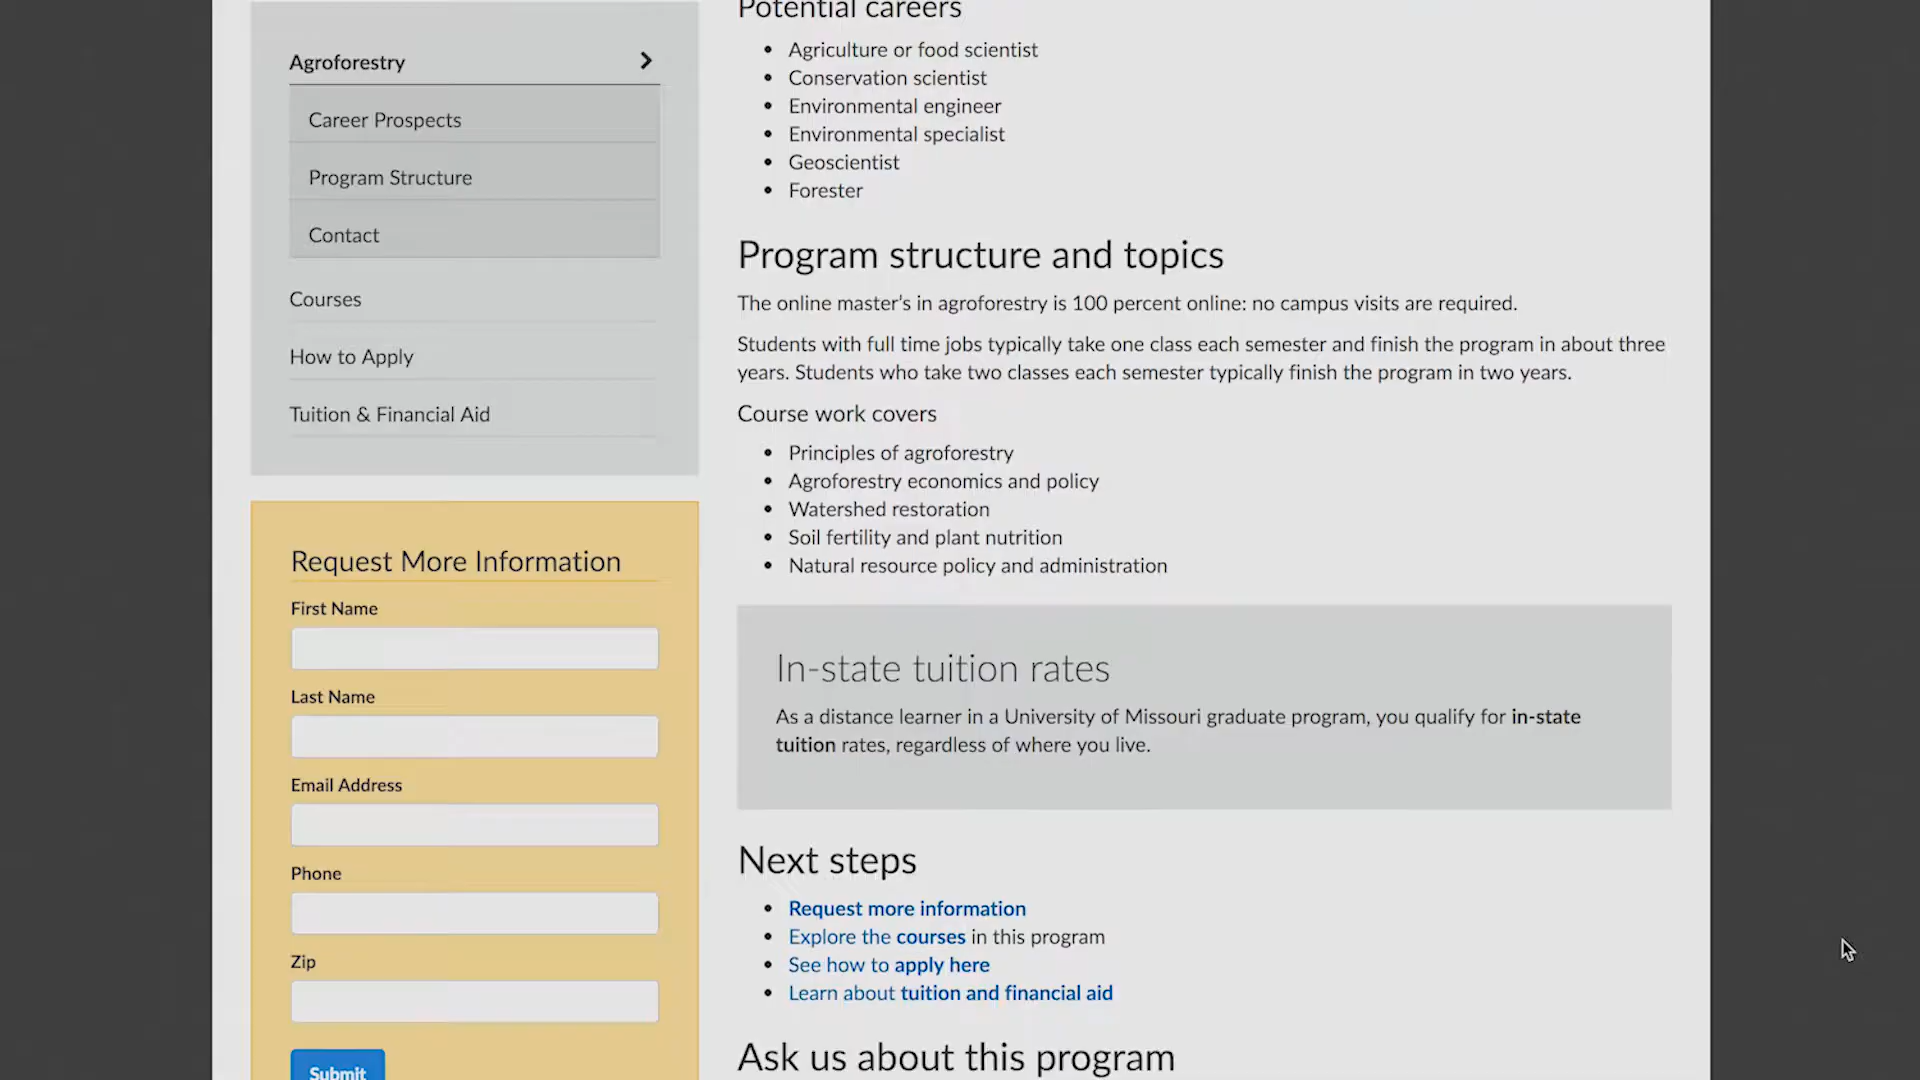 Agroforestry
Career Prospects
Program Structure
Contact
Courses
How to Apply
Tuition & Financial Aid
Request More Information
First Name
Last Name
Email Address
Phone
Zip
Submit
Potential careers
Agriculture or food scientist
Conservation scientist
Environmental engineer
Environmental specialist
Geoscientist
Forester
Program structure and topics
The online master's in agroforestry is 100 percent online: no campus visits are required.
Students with full time jobs typically take one class each semester and finish the program in about three
years. Students who take two classes each semester typically finish the program in two years.
Course work covers
Principles of agroforestry
Agroforestry economics and policy
Watershed restoration
Soil fertility and plant nutrition
Natural resource policy and administration
In-state tuition rates
As a distance learner in a University of Missouri graduate program, you qualify for in-state
tuition rates, regardless of where you live.
Next steps
Request more information
Explore the courses in this program
See how to apply here
Learn about tuition and financial aid
Ask us about this program